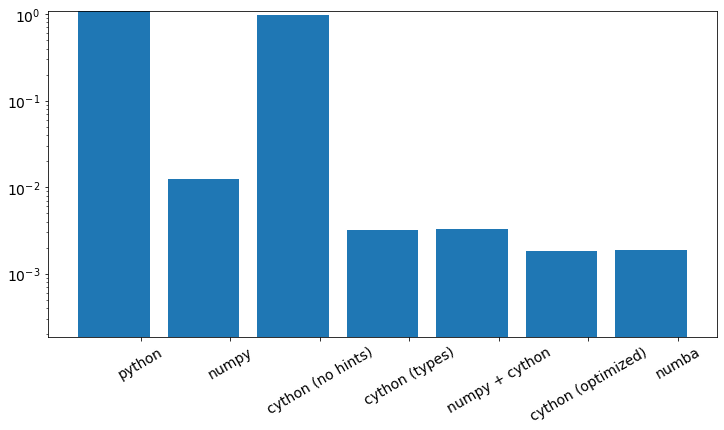 10⁰
10⁻¹
10⁻²
10⁻³
python
numpy
cython (no hints)
cython (types)
numpy + cython
cython (optimized)
numba